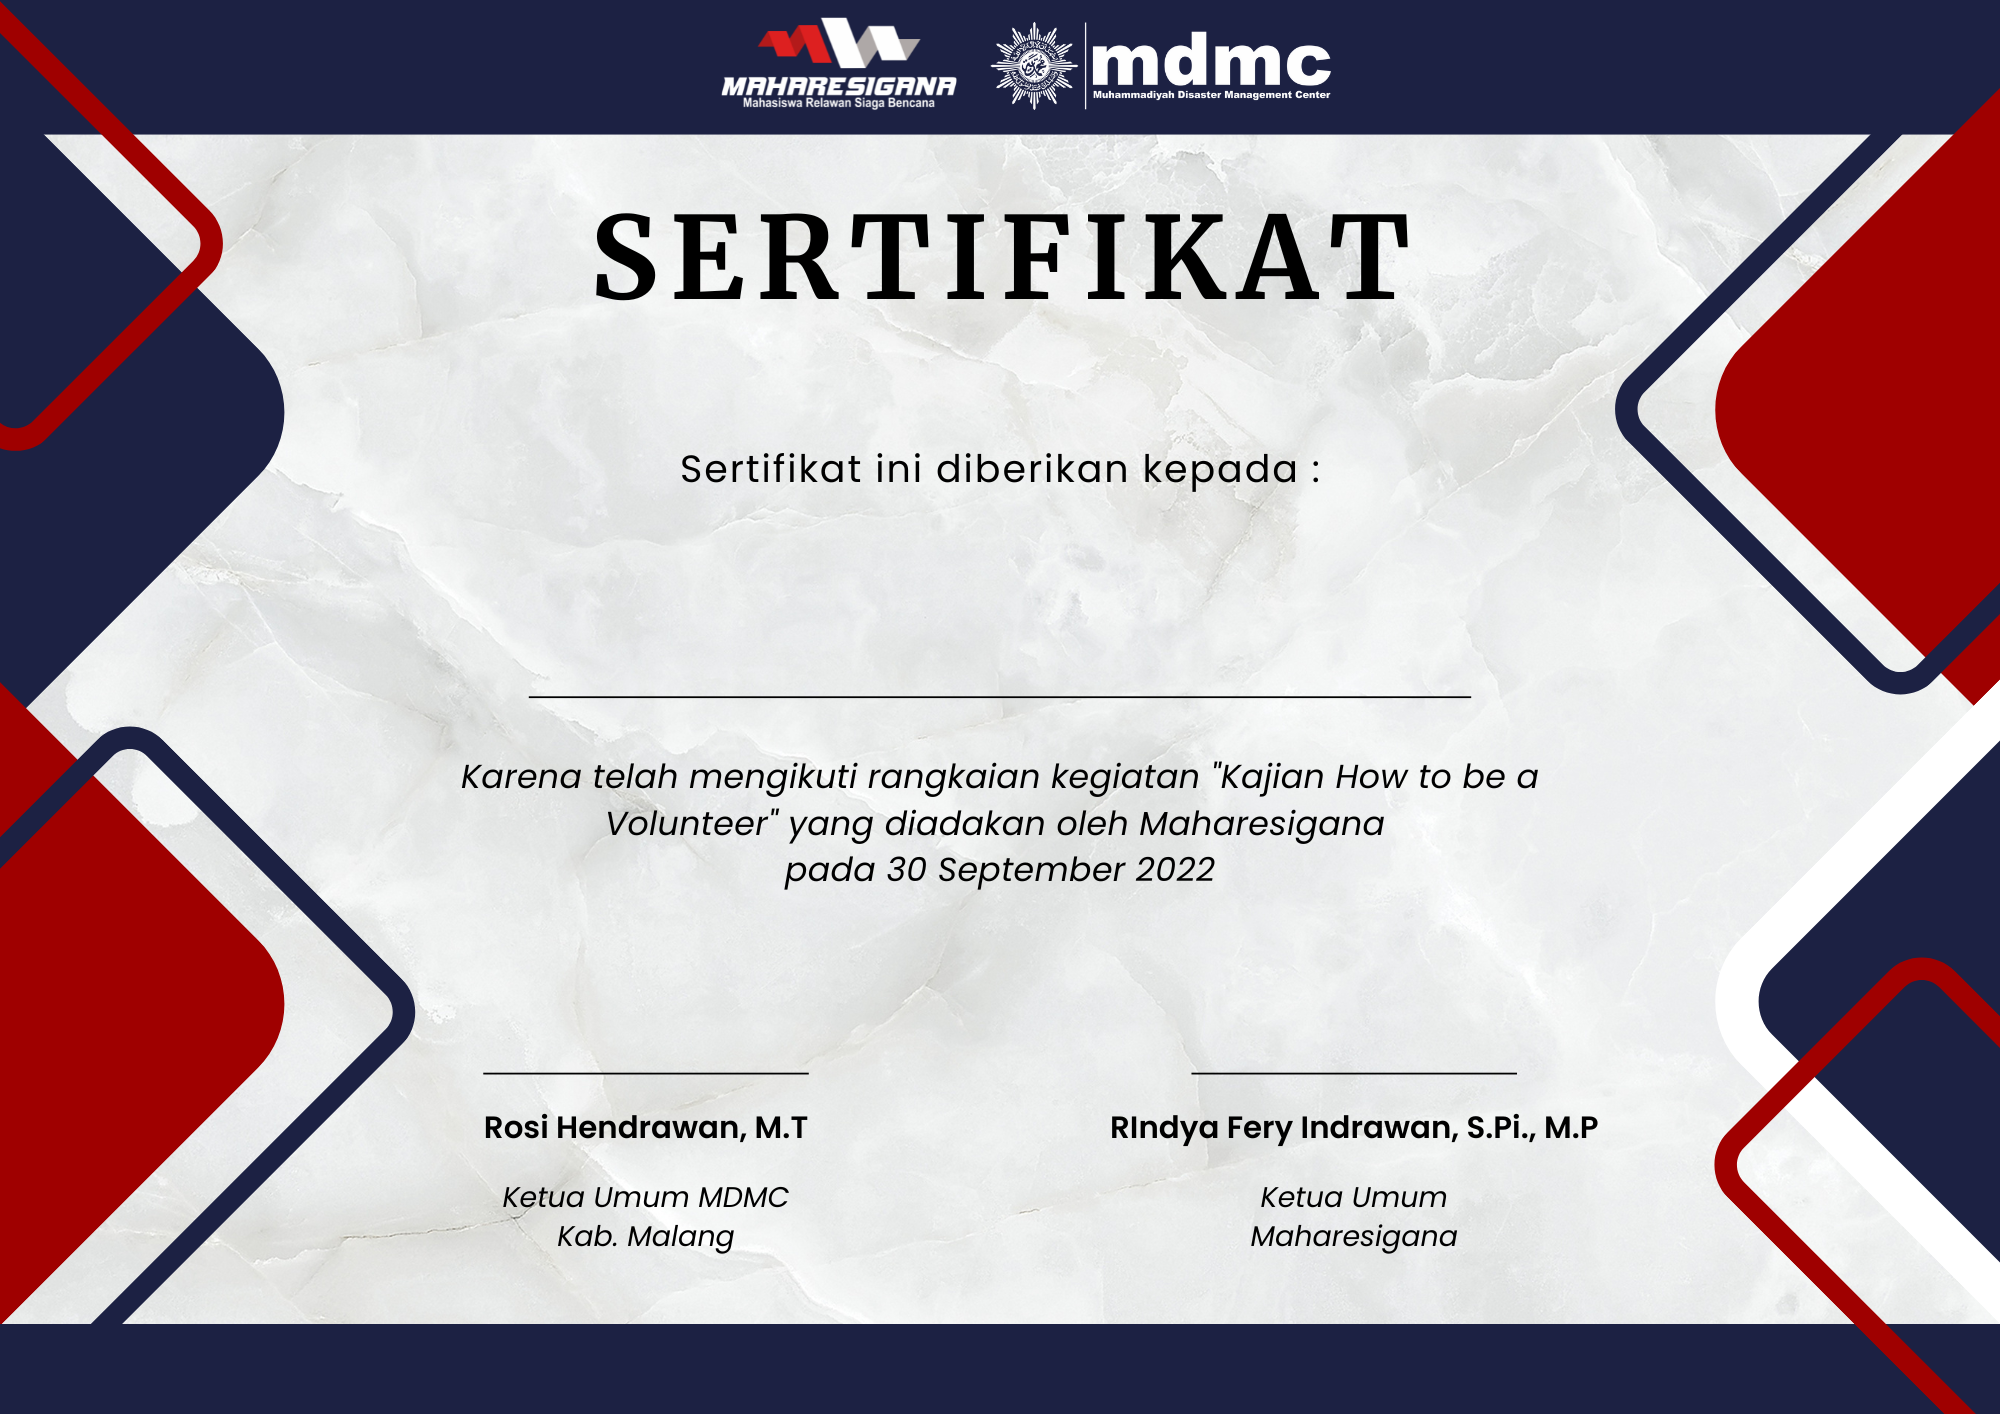 MAHARESIGANA
Mahasiswa Relawan Siaga Bencana
mdmc
Muhammadiyah Disaster Management Center
SERTIFIKAT
Sertifikat ini diberikan kepada :
Karena telah mengikuti rangkaian kegiatan "Kajian How to be a
Volunteer" yang diadakan oleh Maharesigana
pada 30 September 2022
Rosi Hendrawan, M.T
Ketua Umum MDMC
Kab. Malang
RIndya Fery Indrawan, S.Pi., M.P
Ketua Umum
Maharesigana